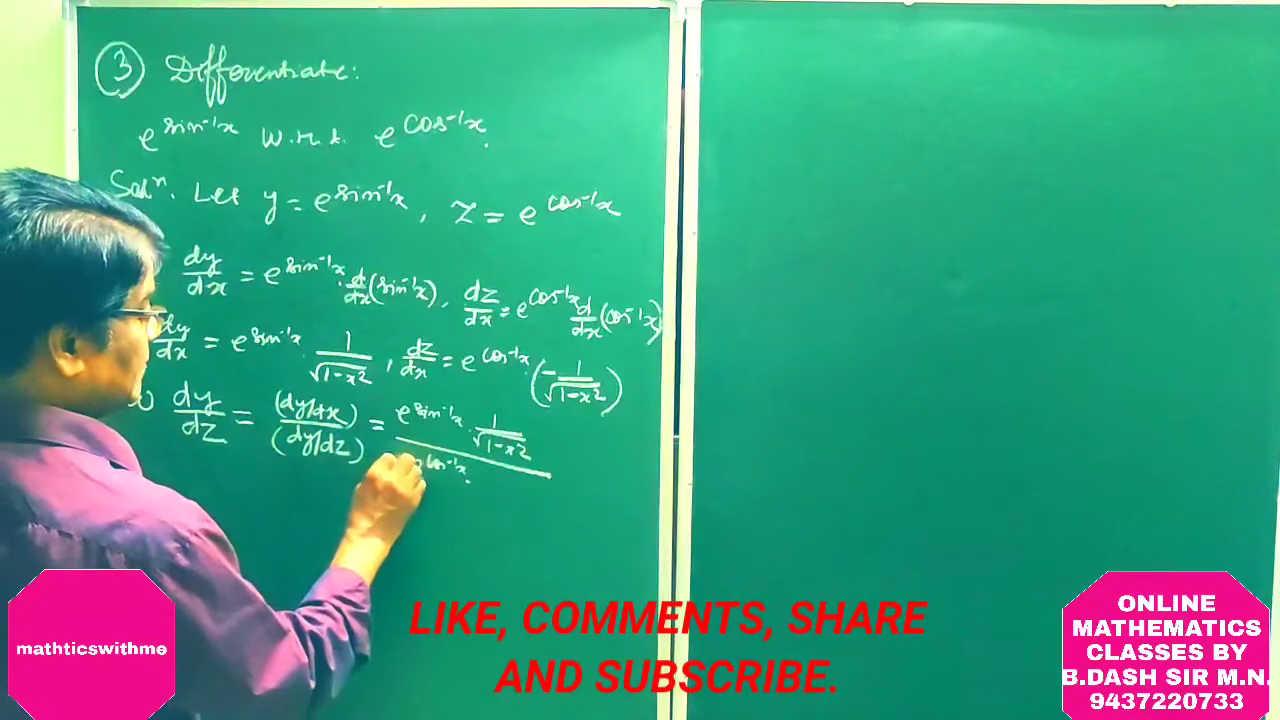 3 Differentiate:
e^sin⁻¹x w.r.t. e^cos⁻¹x.
Solⁿ. Let y = e^sin⁻¹x, z = e^cos⁻¹x
dy/dx = e^sin⁻¹x . d/dx(sin⁻¹x), dz/dx = e^cos⁻¹x d/dx(cos⁻¹x)
dy/dx = e^sin⁻¹x . 1/√1-x², dz/dx = e^cos⁻¹x . (-1/√1-x²)
dy/dz = (dy/dx)/(dy/dz) = e^sin⁻¹x . 1/√1-x²
cos⁻¹x .
LIKE, COMMENTS, SHARE
AND SUBSCRIBE.
mathticswithme
ONLINE
MATHEMATICS
CLASSES BY
B.DASH SIR M.N.
9437220733